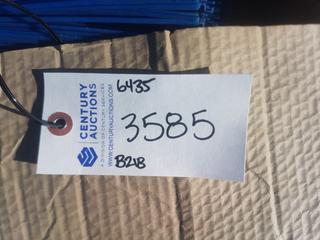 CENTURY
AUCTIONS
A DIVISION OF CENTURY SERVICES
WWW.CENTURYAUCTIONS.COM
6435
3585
B21B